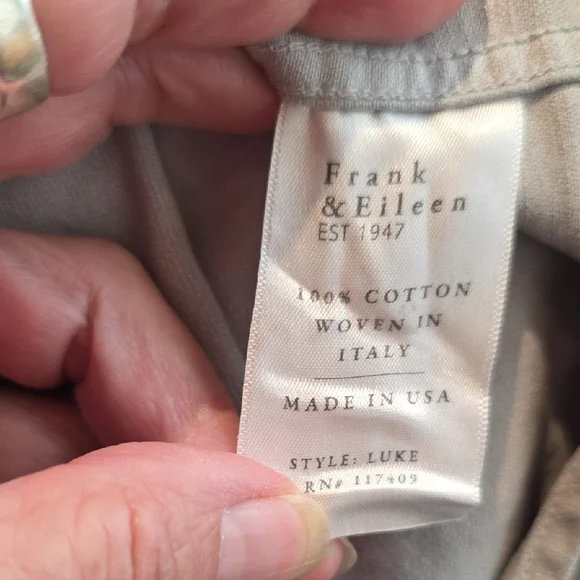 Frank
& Eileen
EST 1947
100% COTTON
WOVEN IN
ITALY
MADE IN USA
STYLE: LUKE
RN# 117409